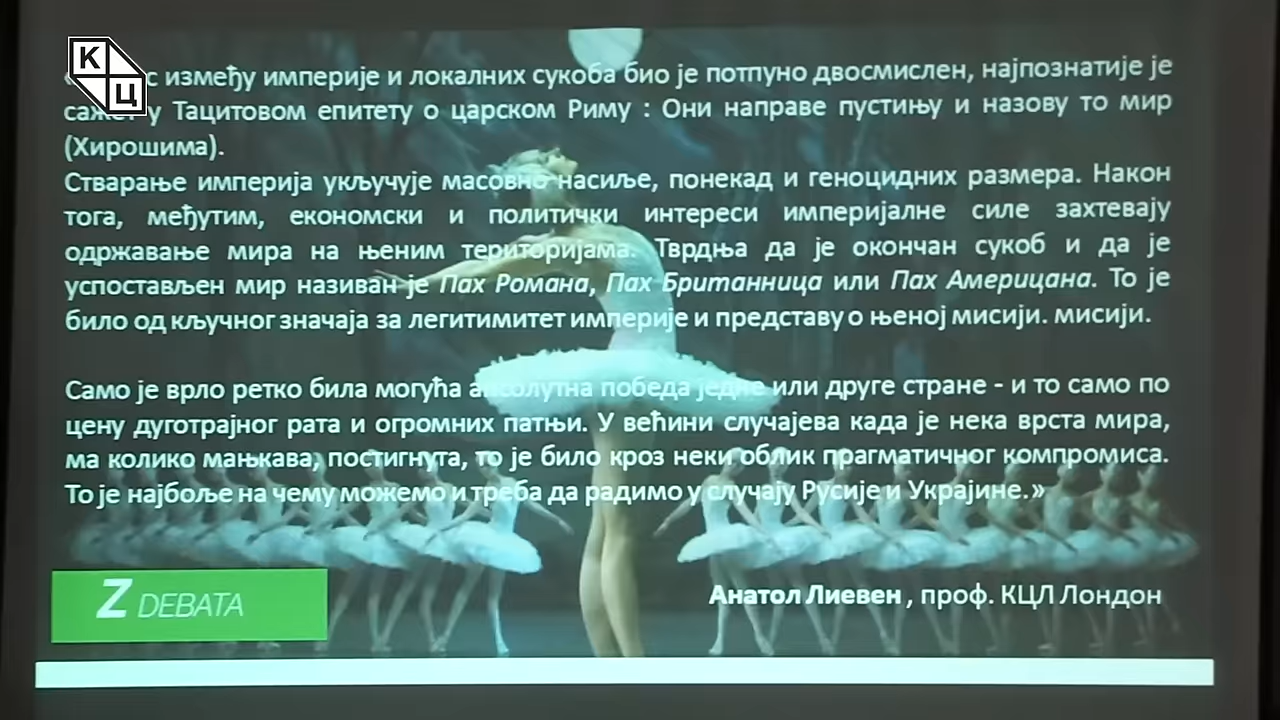 К
Ц
с између империје и локалних сукоба био је потпуно двосмислен, најпознатије је
сажет у Тацитовом епитету о царском Риму : Они направе пустињу и назову то мир
(Хирошима).
Стварање империја укључује масовно насиље, понекад и геноцидних размера. Након
тога, међутим, економски и политички интереси империјалне силе захтевају
одржавање мира на њеним територијама. Тврдња да је окончан сукоб и да је
успостављен мир називан је Пах Романа, Пах Британница или Пах Американа. То је
било од кључног значаја за легитимитет империје и представу о њеној мисији. мисији.
Само је врло ретко била могућа апсолутна победа једне или друге стране - и то само по
цену дуготрајног рата и огромних патњи. У већини случајева када је нека врста мира,
ма колико мањкава, постигнута, то је било кроз неки облик прагматичног компромиса.
То је најбоље на чему можемо и треба да радимо у случају Русије и Украјине.»
Z DEBATA
Анатол Лиевен , проф. КЦЛ Лондон